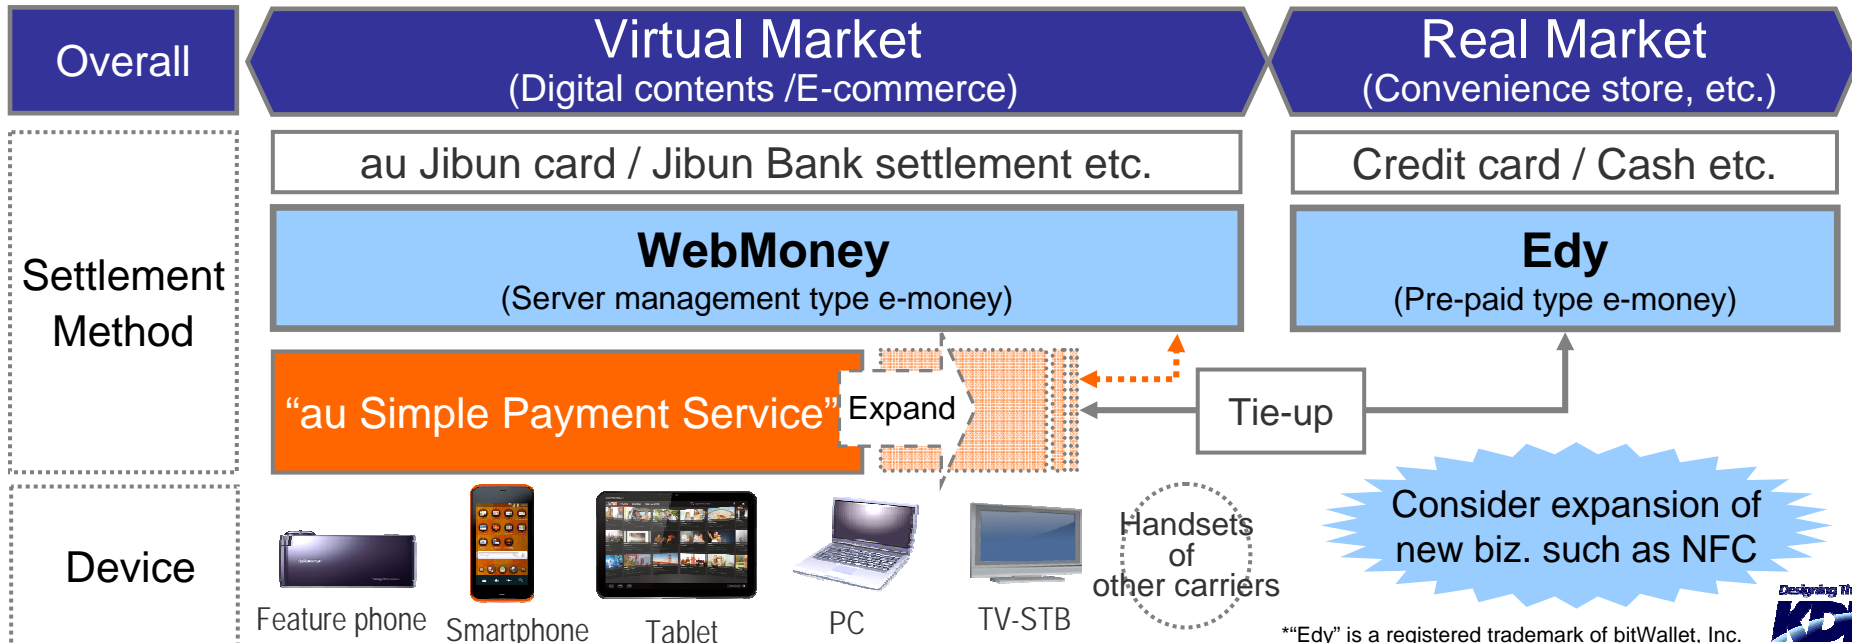 Overall
Virtual Market
(Digital contents /E-commerce)
Real Market
(Convenience store, etc.)
Settlement
Method
au Jibun card / Jibun Bank settlement etc.
Credit card / Cash etc.
WebMoney
(Server management type e-money)
Edy
(Pre-paid type e-money)
“au Simple Payment Service”
Expand
Tie-up
Device
Feature phone
Smartphone
Tablet
PC
TV-STB
Handsets
of
other carriers
Consider expansion of
new biz. such as NFC
Designing Th
*“Edy” is a registered trademark of bitWallet, Inc.